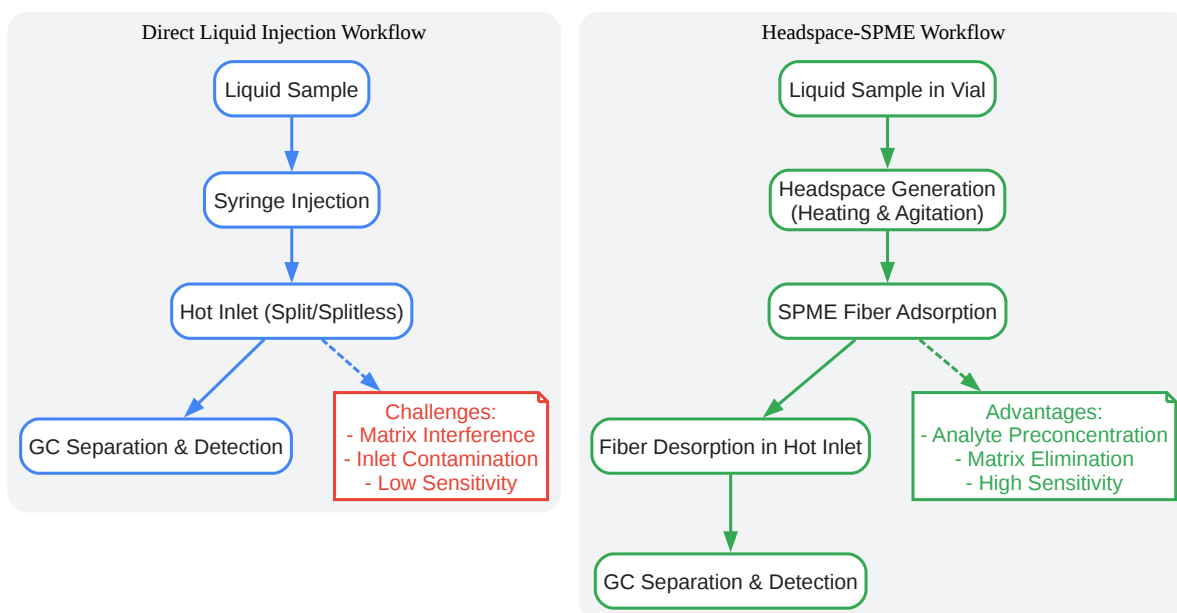 Direct Liquid Injection Workflow
Liquid Sample
Syringe Injection
Hot Inlet (Split/Splitless)
GC Separation & Detection
Challenges:
- Matrix Interference
- Inlet Contamination
- Low Sensitivity
Headspace-SPME Workflow
Liquid Sample in Vial
Headspace Generation
(Heating & Agitation)
SPME Fiber Adsorption
Fiber Desorption in Hot Inlet
Advantages:
- Analyte Preconcentration
- Matrix Elimination
- High Sensitivity
GC Separation & Detection